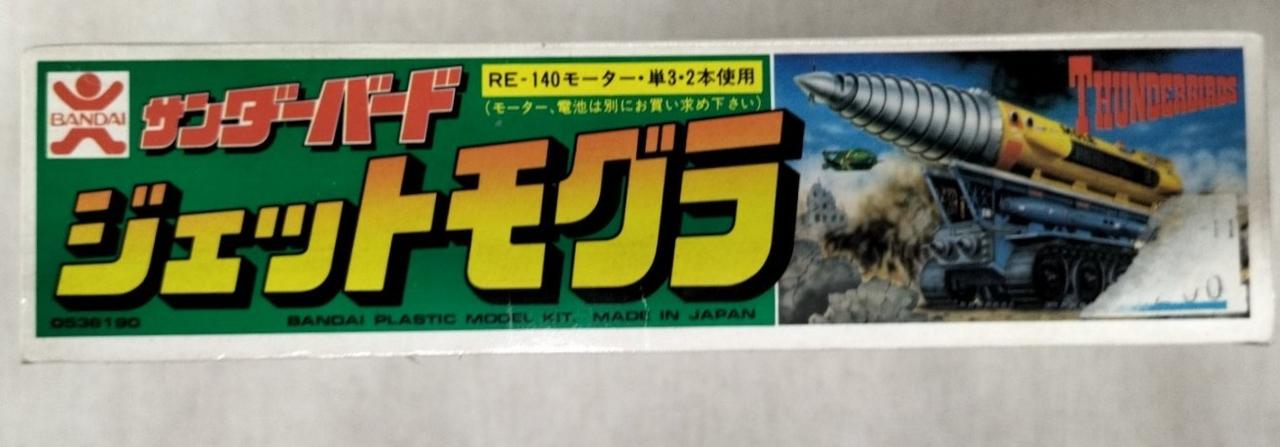 BANDAI
サンダーバード
RE-140モーター・単3・2本使用
(モーター、電池は別にお買い求め下さい)
ジェットモグラ
0536190
BANDAI PLASTIC MODEL KIT. MADE IN JAPAN
THUNDERBIRDS